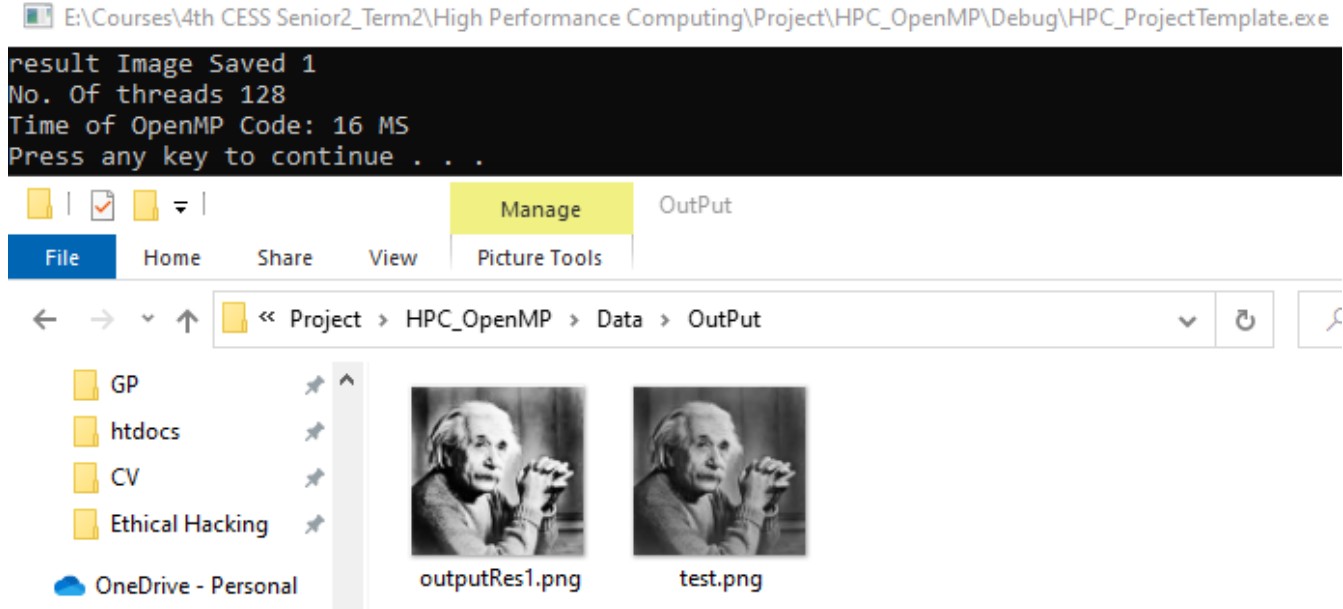 E:\Courses\4th CESS Senior2_Term2\High Performance Computing\Project\HPC_OpenMP\Debug\HPC_ProjectTemplate.exe
result Image Saved 1
No. Of threads 128
Time of OpenMP Code: 16 MS
Press any key to continue . . .
Manage OutPut
File Home Share View Picture Tools
« Project > HPC_OpenMP > Data > OutPut
GP
htdocs
CV
Ethical Hacking
OneDrive - Personal
outputRes1.png test.png